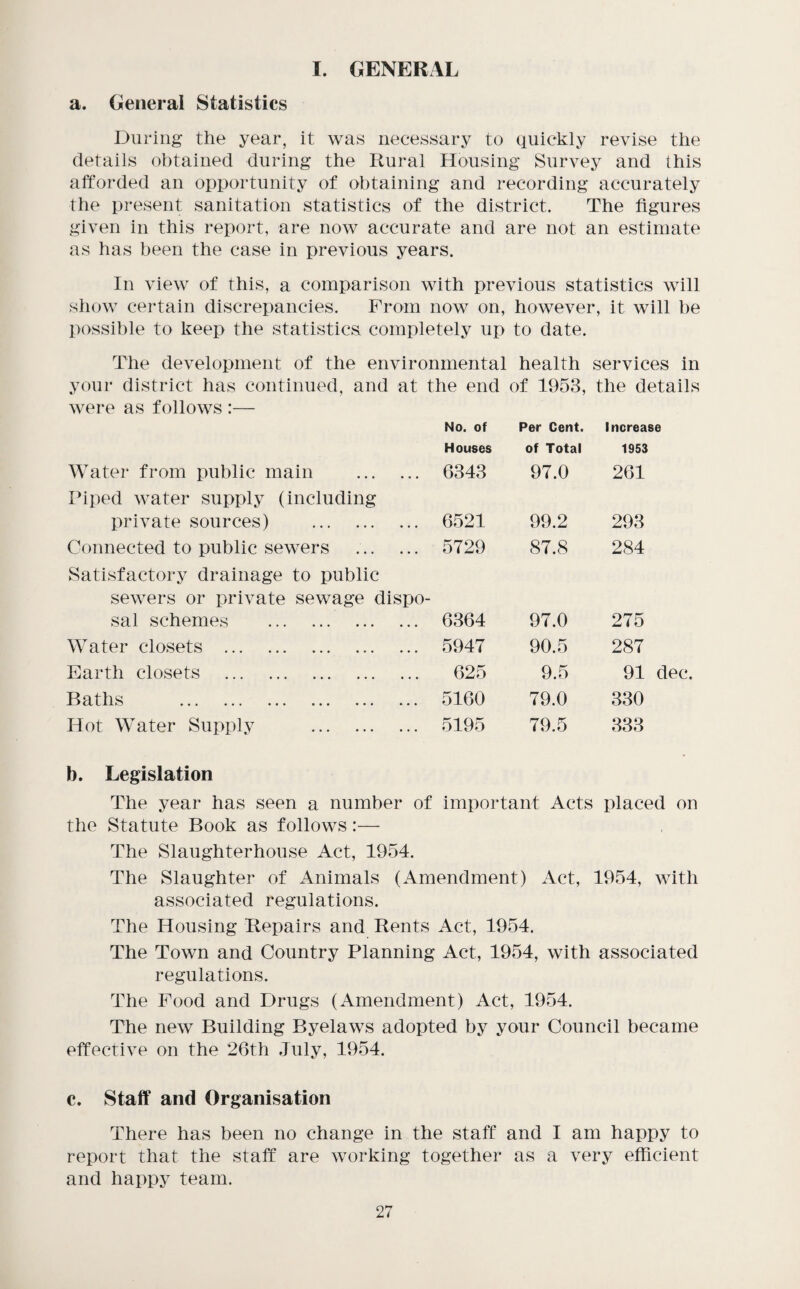 I. GENERAL
a. General Statistics
During the year, it was necessary to quickly revise the
details obtained during the Rural Housing Survey and this
afforded an opportunity of obtaining and recording accurately
the present sanitation statistics of the district. The figures
given in this report, are now accurate and are not an estimate
as has been the case in previous years.
In view of this, a comparison with previous statistics will
show certain discrepancies. From now on, however, it will be
possible to keep the statistics completely up to date.
The development of the environmental health services in
your district has continued, and at the end of 1953, the details
were as follows :—
No. of Per Cent. Increase
Houses of Total 1953
Water from public main ... ... 6343 97.0 261
Piped water supply (including
private sources) ... ... ... 6521 99.2 293
Connected to public sewers ... ... 5729 87.8 284
Satisfactory drainage to public
sewers or private sewage dispo-
sal schemes ... ... ... ... 6364 97.0 275
Water closets ... ... ... ... ... 5947 90.5 287
Earth closets ... ... ... ... ... 625 9.5 91 dec.
Baths ... ... ... ... ... ... 5160 79.0 330
Hot Water Supply ... ... ... 5195 79.5 333
b. Legislation
The year has seen a number of important Acts placed on
the Statute Book as follows :—
The Slaughterhouse Act, 1954.
The Slaughter of Animals (Amendment) Act, 1954, with
associated regulations.
The Housing Repairs and Rents Act, 1954.
The Town and Country Planning Act, 1954, with associated
regulations.
The Food and Drugs (Amendment) Act, 1954.
The new Building Byelaws adopted by your Council became
effective on the 26th July, 1954.
c. Staff and Organisation
There has been no change in the staff and I am happy to
report that the staff are working together as a very efficient
and happy team.
27